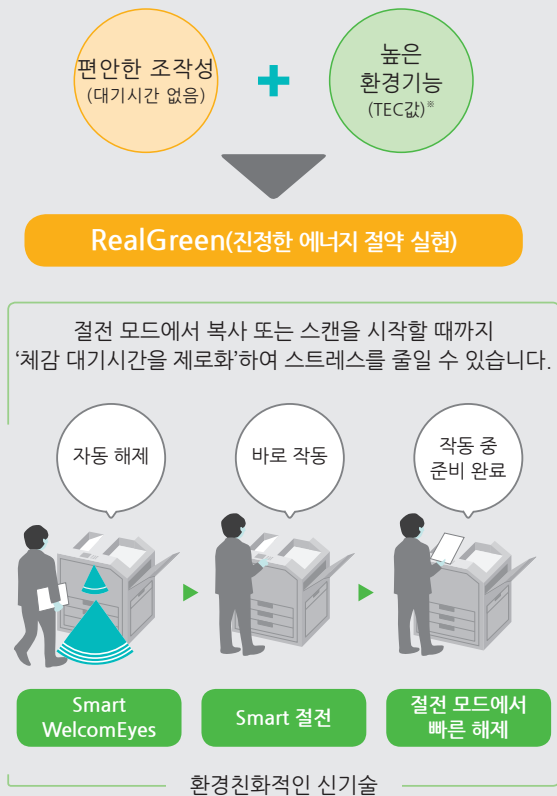 편안한 조작성
(대기시간 없음)
높은
환경기능
(TEC값)※
RealGreen(진정한 에너지 절약 실현)
절전 모드에서 복사 또는 스캔을 시작할 때까지
‘체감 대기시간을 제로화’하여 스트레스를 줄일 수 있습니다.
자동 해제
바로 작동
작동 중
준비 완료
Smart
WelcomEyes
Smart 절전
절전 모드에서
빠른 해제
환경친화적인 신기술